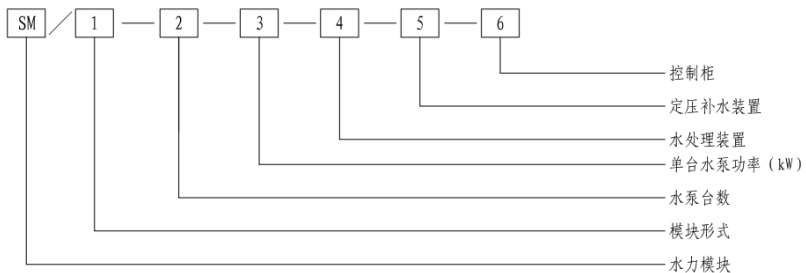 SM / 1 — 2 — 3 — 4 — 5 — 6
控制柜
定压补水装置
水处理装置
单台水泵功率(kW)
水泵台数
模块形式
水力模块